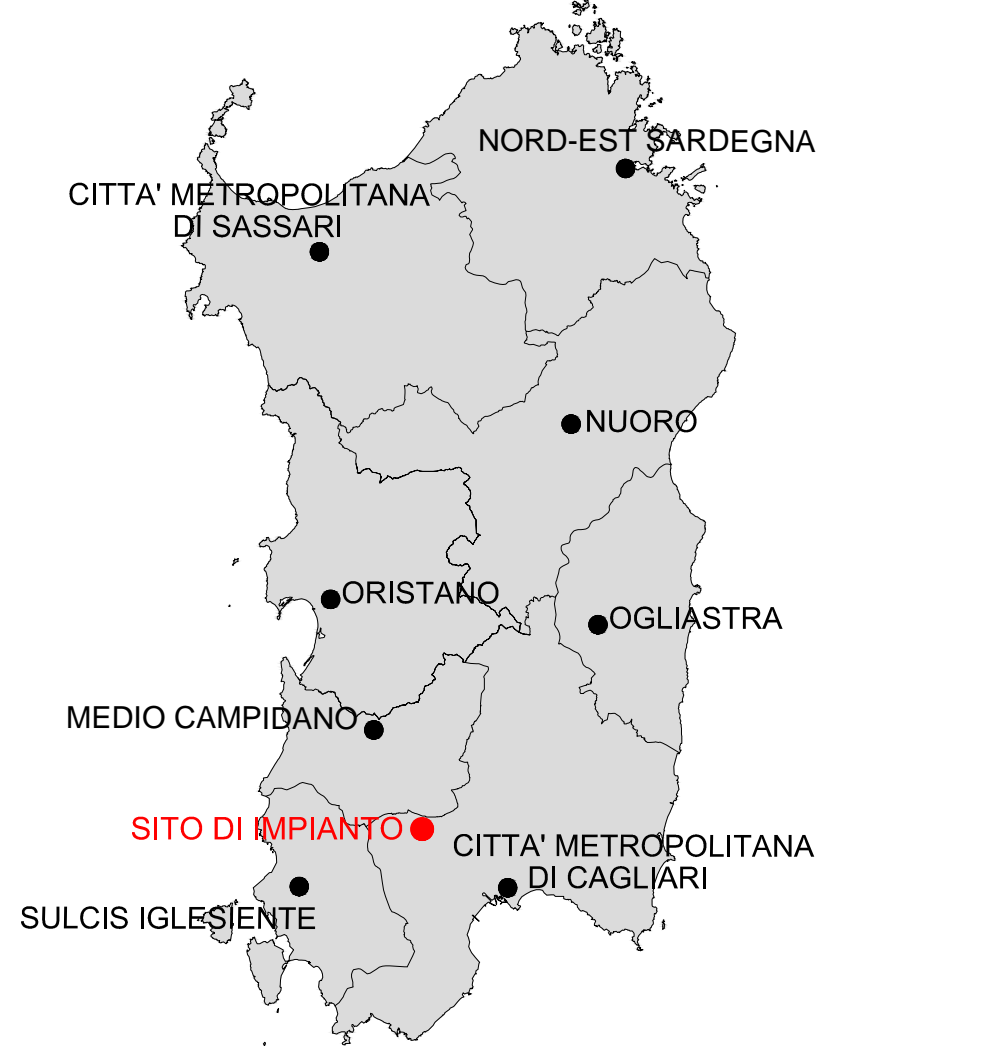 NORD-EST SARDEGNA
CITTA' METROPOLITANA
DI SASSARI
NUORO
ORISTANO
OGLIASTRA
MEDIO CAMPIDANO
SITO DI IMPIANTO
CITTA' METROPOLITANA
DI CAGLIARI
SULCIS IGLESIENTE